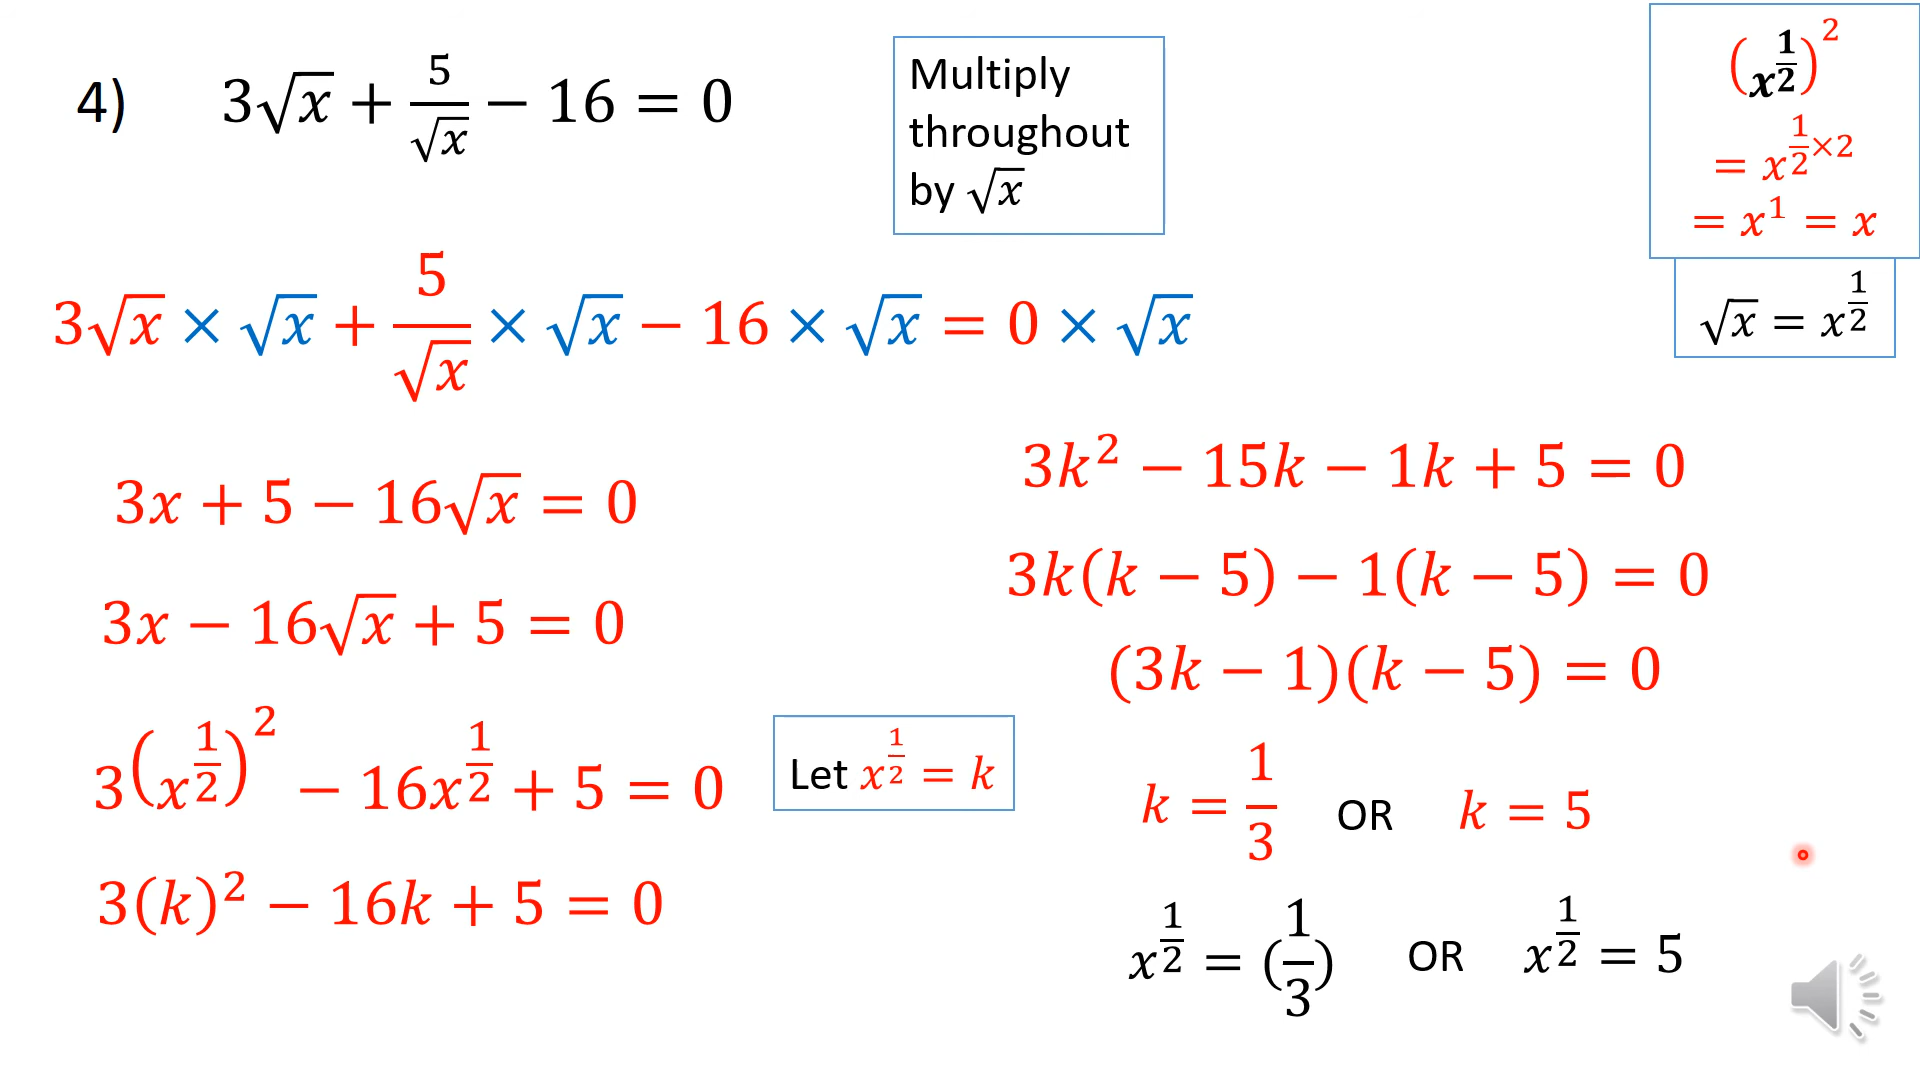 4) 3√x + 5/√x − 16 = 0
Multiply
throughout
by √x
(x^(1/2))^2
= x^(1/2 × 2)
= x^1 = x
√x = x^(1/2)
3√x × √x + 5/√x × √x − 16 × √x = 0 × √x
3x + 5 − 16√x = 0
3x − 16√x + 5 = 0
3(x^(1/2))^2 − 16x^(1/2) + 5 = 0
Let x^(1/2) = k
3(k)^2 − 16k + 5 = 0
3k^2 − 15k − 1k + 5 = 0
3k(k − 5) − 1(k − 5) = 0
(3k − 1)(k − 5) = 0
k = 1/3 OR k = 5
x^(1/2) = (1/3) OR x^(1/2) = 5